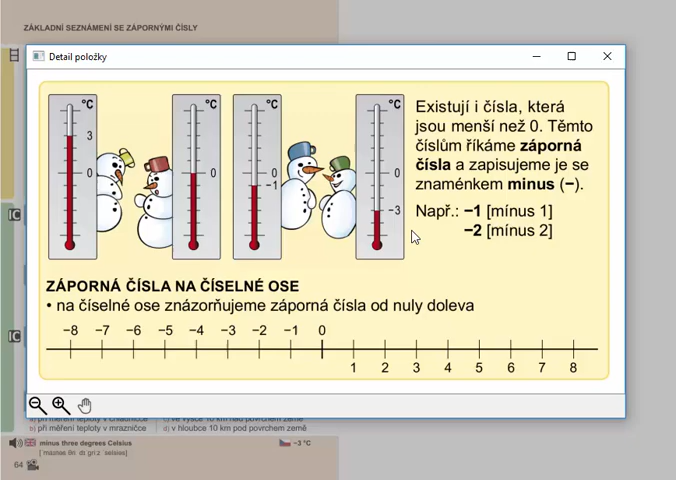 ZÁKLADNÍ SEZNÁMENÍ SE ZÁPORNÝMI ČÍSLY
Detail položky
°C
3
0
°C
0
°C
0
−1
°C
−3
Existují i čísla, která
jsou menší než 0. Těmto
číslům říkáme záporná
čísla a zapisujeme je se
znaménkem minus (−).
Např.: −1 [mínus 1]
−2 [mínus 2]
ZÁPORNÁ ČÍSLA NA ČÍSELNÉ OSE
• na číselné ose znázorňujeme záporná čísla od nuly doleva
−8 −7 −6 −5 −4 −3 −2 −1 0
1 2 3 4 5 6 7 8
b) při měření teploty v mrazničce
d) v hloubce 10 km pod povrchem země
minus three degrees Celsius
−3 °C
64